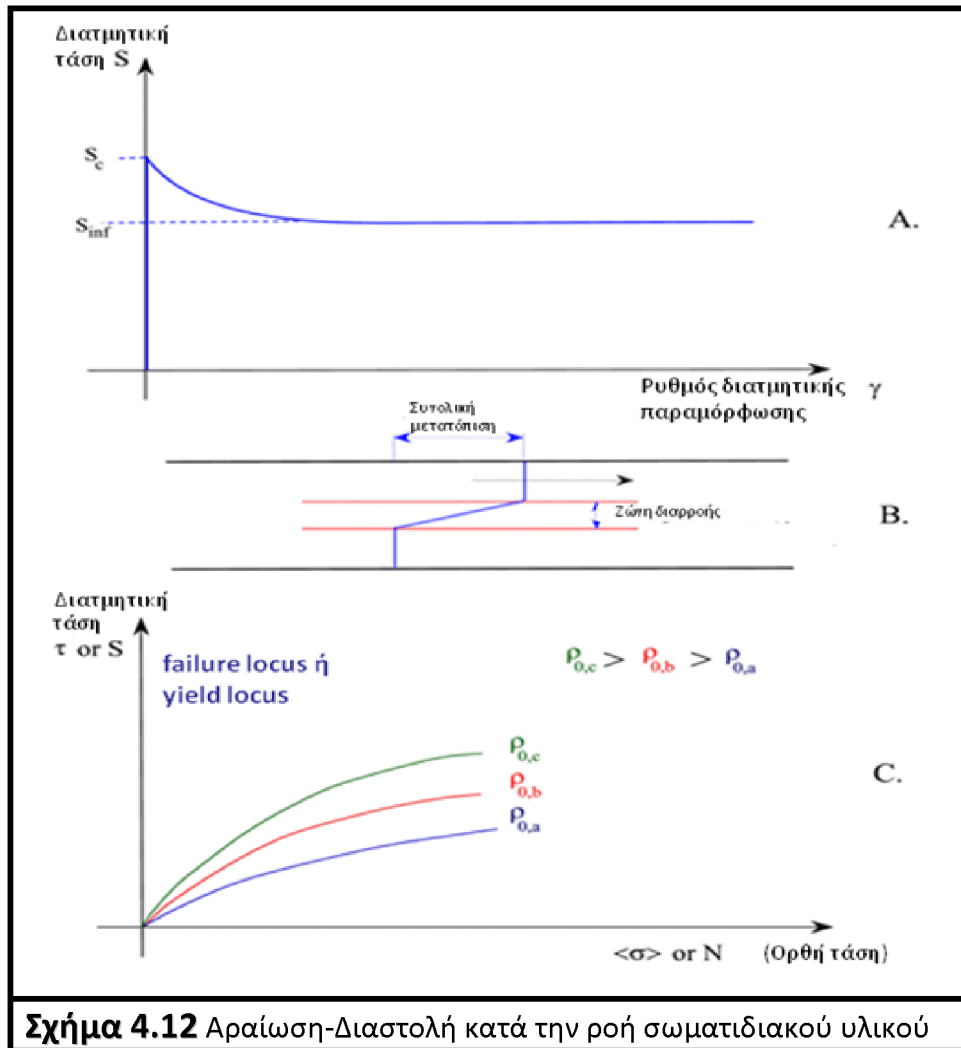 Διατμητική
τάση S
S_c
S_inf
A.
Ρυθμός διατμητικής γ
παραμόρφωσης
Συνολική
μετατόπιση
Ζώνη διαρροής
B.
Διατμητική
τάση
τ or S
failure locus ή
yield locus
ρ_0,c > ρ_0,b > ρ_0,a
ρ_0,c
ρ_0,b
ρ_0,a
C.
<σ> or N (Ορθή τάση)
Σχήμα 4.12 Αραίωση-Διαστολή κατά την ροή σωματιδιακού υλικού